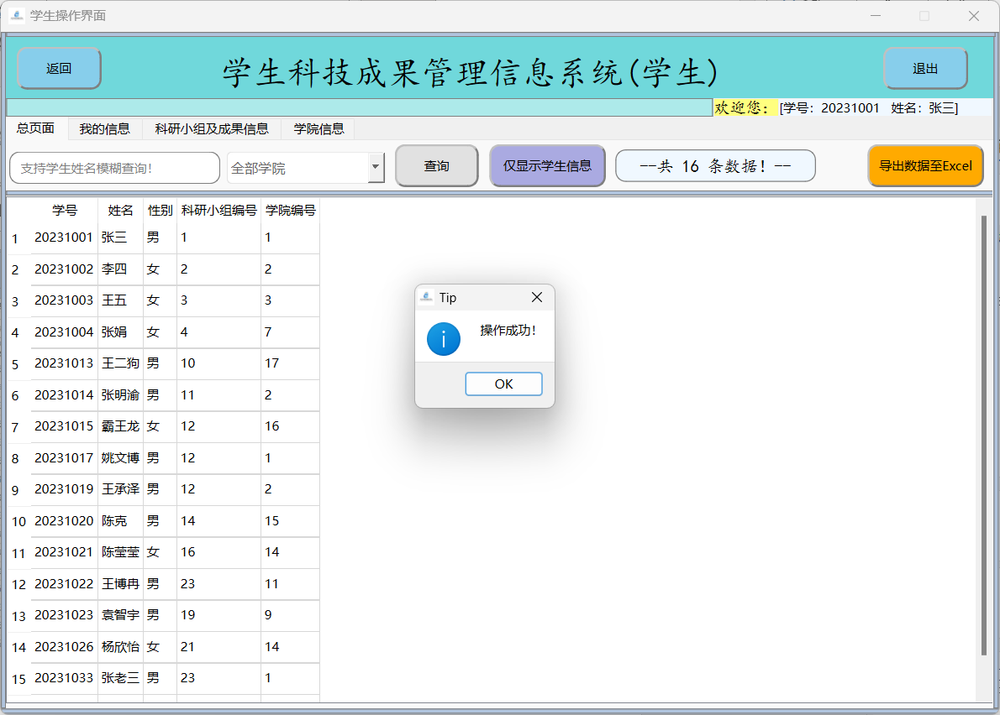 学生操作界面
返回 学生科技成果管理信息系统(学生) 退出
欢迎您: [学号: 20231001 姓名: 张三]
总页面 我的信息 科研小组及成果信息 学院信息
支持学生姓名模糊查询! 全部学院 查询 仅显示学生信息 --共 16 条数据! -- 导出数据至Excel
学号 姓名 性别 科研小组编号 学院编号
1 20231001 张三 男 1 1
2 20231002 李四 女 2 2
3 20231003 王五 女 3 3
4 20231004 张娟 女 4 7
5 20231013 王二狗 男 10 17
6 20231014 张明渝 男 11 2
7 20231015 霸王龙 女 12 16
8 20231017 姚文博 男 12 1
9 20231019 王承泽 男 12 2
10 20231020 陈克 男 14 15
11 20231021 陈莹莹 女 16 14
12 20231022 王博冉 男 23 11
13 20231023 袁智宇 男 19 9
14 20231026 杨欣怡 女 21 14
15 20231033 张老三 男 23 1
Tip
操作成功!
OK